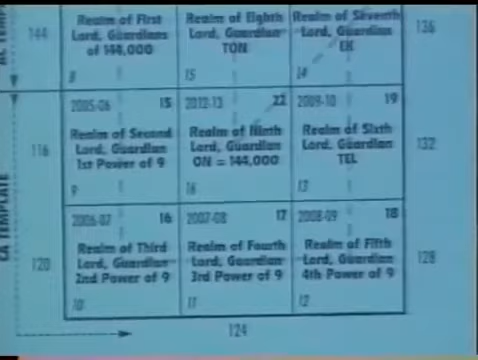 144
Realm of First
Lord, Guardians
of 144,000
8
Realm of Eighth
Lord, Guardian
TON
15
Realm of Seventh
Lord, Guardian
EK
14
136
116
2005-06 15
Realm of Second
Lord, Guardian
1st Power of 9
9
2012-13 22
Realm of Ninth
Lord, Guardian
ON = 144,000
16
2009-10 19
Realm of Sixth
Lord, Guardian
TEL
13
132
CA TEMPLATE
120
2006-07 16
Realm of Third
Lord, Guardian
2nd Power of 9
10
2007-08 17
Realm of Fourth
Lord, Guardian
3rd Power of 9
11
2008-09 18
Realm of Fifth
Lord, Guardian
4th Power of 9
12
128
124